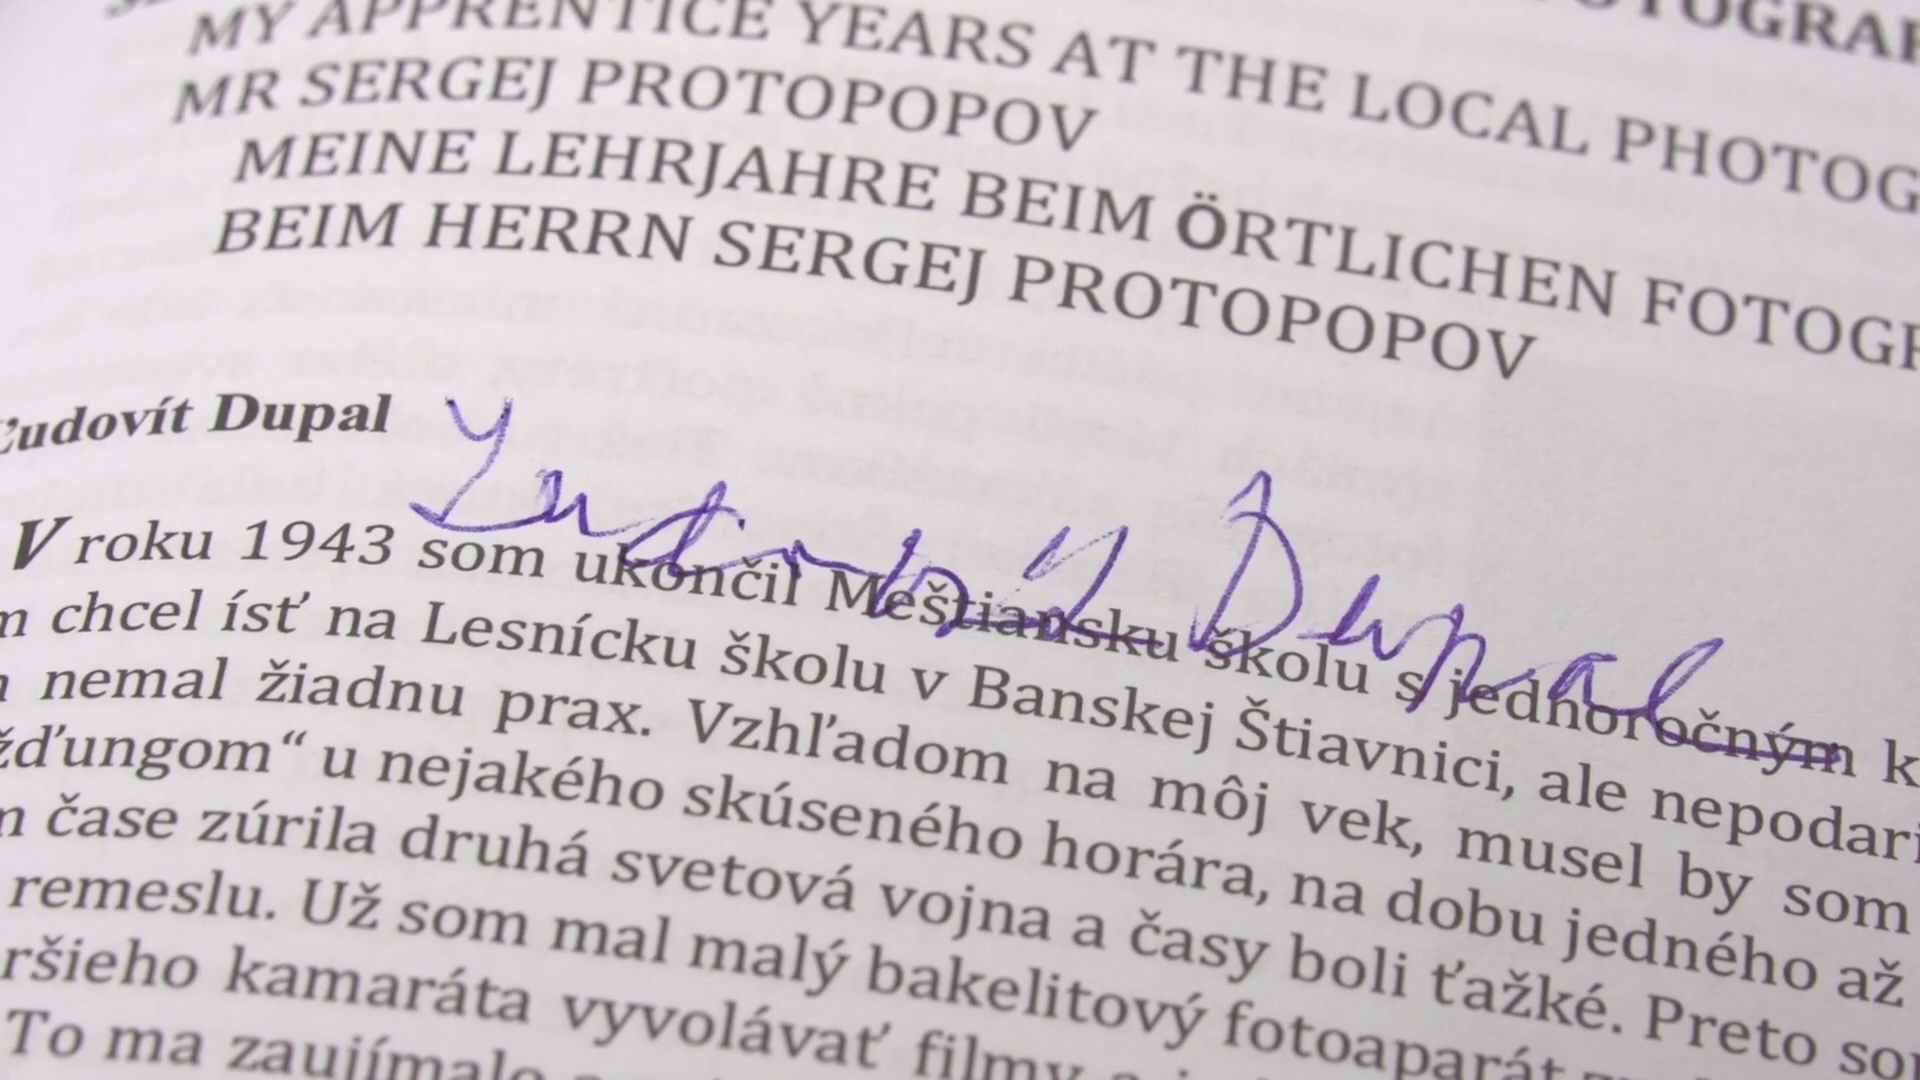 MY APPRENTICE YEARS AT THE LOCAL PHOTOG
MR SERGEJ PROTOPOPOV
MEINE LEHRJAHRE BEIM ÖRTLICHEN FOTOGR
BEIM HERRN SERGEJ PROTOPOPOV
Ľudovít Dupal
Ľudovít Dupal
V roku 1943 som ukončil Meštiansku školu s jednoročným k
m chcel ísť na Lesnícku školu v Banskej Štiavnici, ale nepodari
nemal žiadnu prax. Vzhľadom na môj vek, musel by som
žďungom“ u nejakého skúseného horára, na dobu jedného až
m čase zúrila druhá svetová vojna a časy boli ťažké. Preto so
remeslu. Už som mal malý bakelitový fotoaparát
ršieho kamaráta vyvolávať filmy
To ma zaujímalo